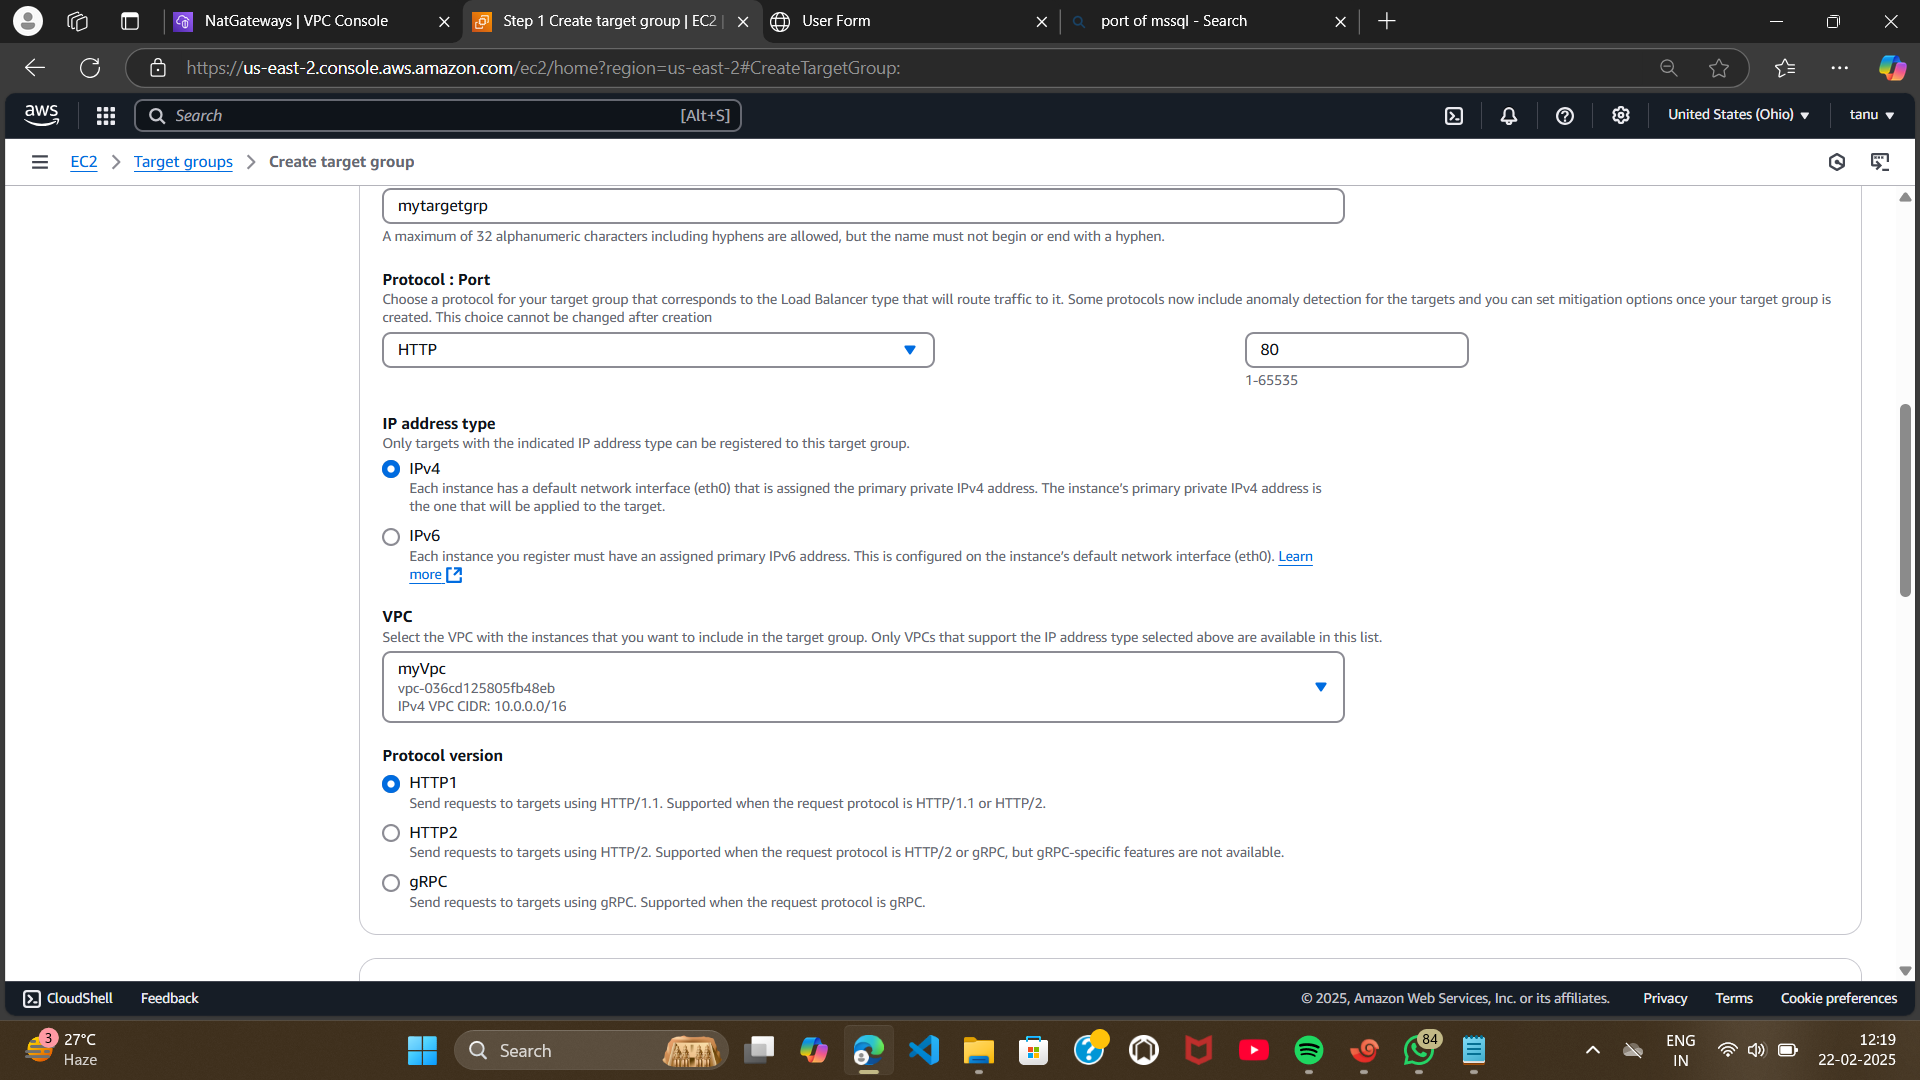 NatGateways | VPC Console
Step 1 Create target group | EC2 |
User Form
port of mssql - Search
https://us-east-2.console.aws.amazon.com/ec2/home?region=us-east-2#CreateTargetGroup:
aws
Search
[Alt+S]
United States (Ohio)
tanu
EC2
Target groups
Create target group
mytargetgrp
A maximum of 32 alphanumeric characters including hyphens are allowed, but the name must not begin or end with a hyphen.
Protocol : Port
Choose a protocol for your target group that corresponds to the Load Balancer type that will route traffic to it. Some protocols now include anomaly detection for the targets and you can set mitigation options once your target group is
created. This choice cannot be changed after creation
HTTP
80
1-65535
IP address type
Only targets with the indicated IP address type can be registered to this target group.
IPv4
Each instance has a default network interface (eth0) that is assigned the primary private IPv4 address. The instance's primary private IPv4 address is
the one that will be applied to the target.
IPv6
Each instance you register must have an assigned primary IPv6 address. This is configured on the instance's default network interface (eth0). Learn
more
VPC
Select the VPC with the instances that you want to include in the target group. Only VPCs that support the IP address type selected above are available in this list.
myVpc
vpc-036cd125805fb48eb
IPv4 VPC CIDR: 10.0.0.0/16
Protocol version
HTTP1
Send requests to targets using HTTP/1.1. Supported when the request protocol is HTTP/1.1 or HTTP/2.
HTTP2
Send requests to targets using HTTP/2. Supported when the request protocol is HTTP/2 or gRPC, but gRPC-specific features are not available.
gRPC
Send requests to targets using gRPC. Supported when the request protocol is gRPC.
CloudShell
Feedback
© 2025, Amazon Web Services, Inc. or its affiliates.
Privacy
Terms
Cookie preferences
3
27°C
Haze
Search
84
ENG
IN
12:19
22-02-2025